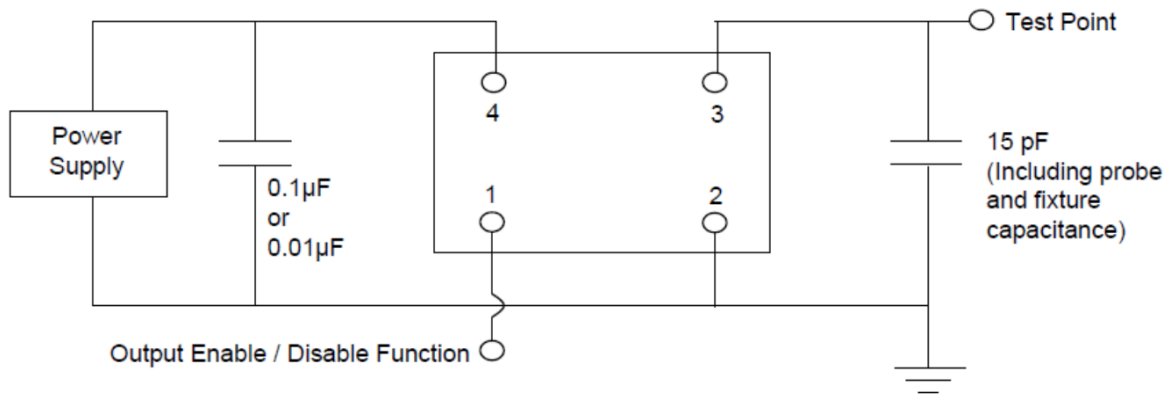 Test Point
Power
Supply
4
3
15 pF
(Including probe
and fixture
capacitance)
0.1µF
or
0.01µF
1
2
Output Enable / Disable Function